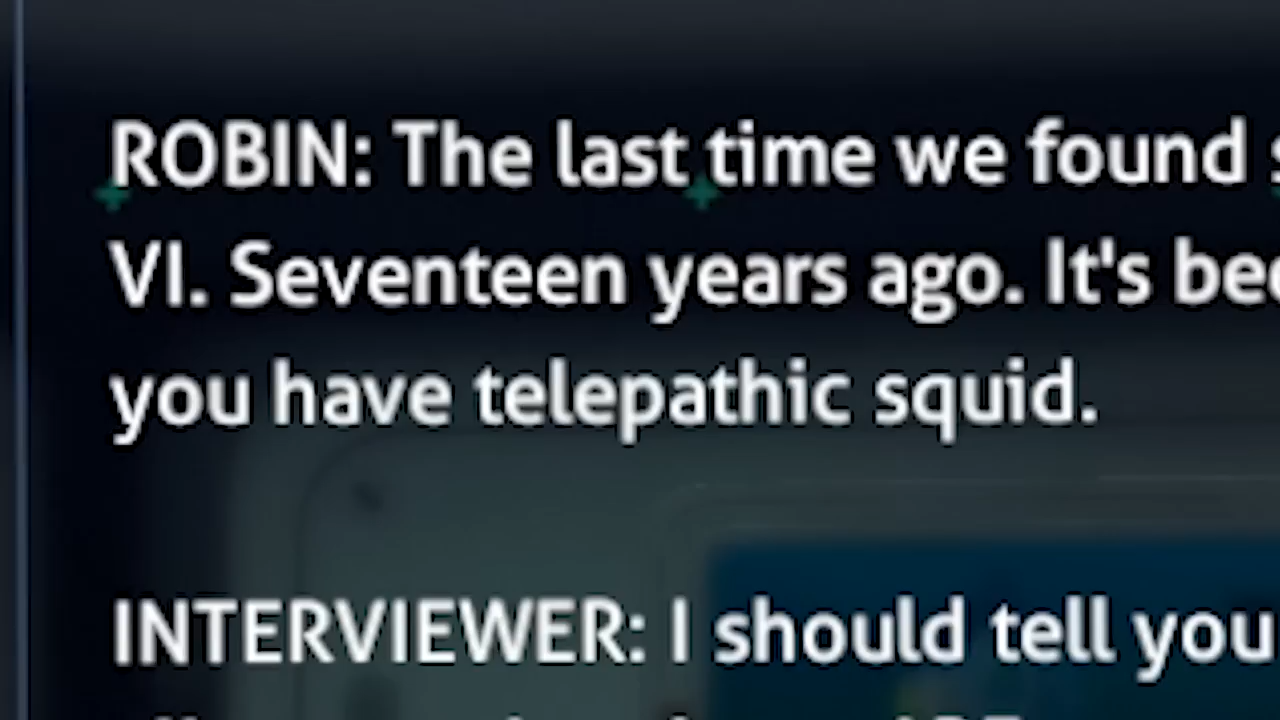 ROBIN: The last time we found
VI. Seventeen years ago. It's
you have telepathic squid.
INTERVIEWER: I should tell you